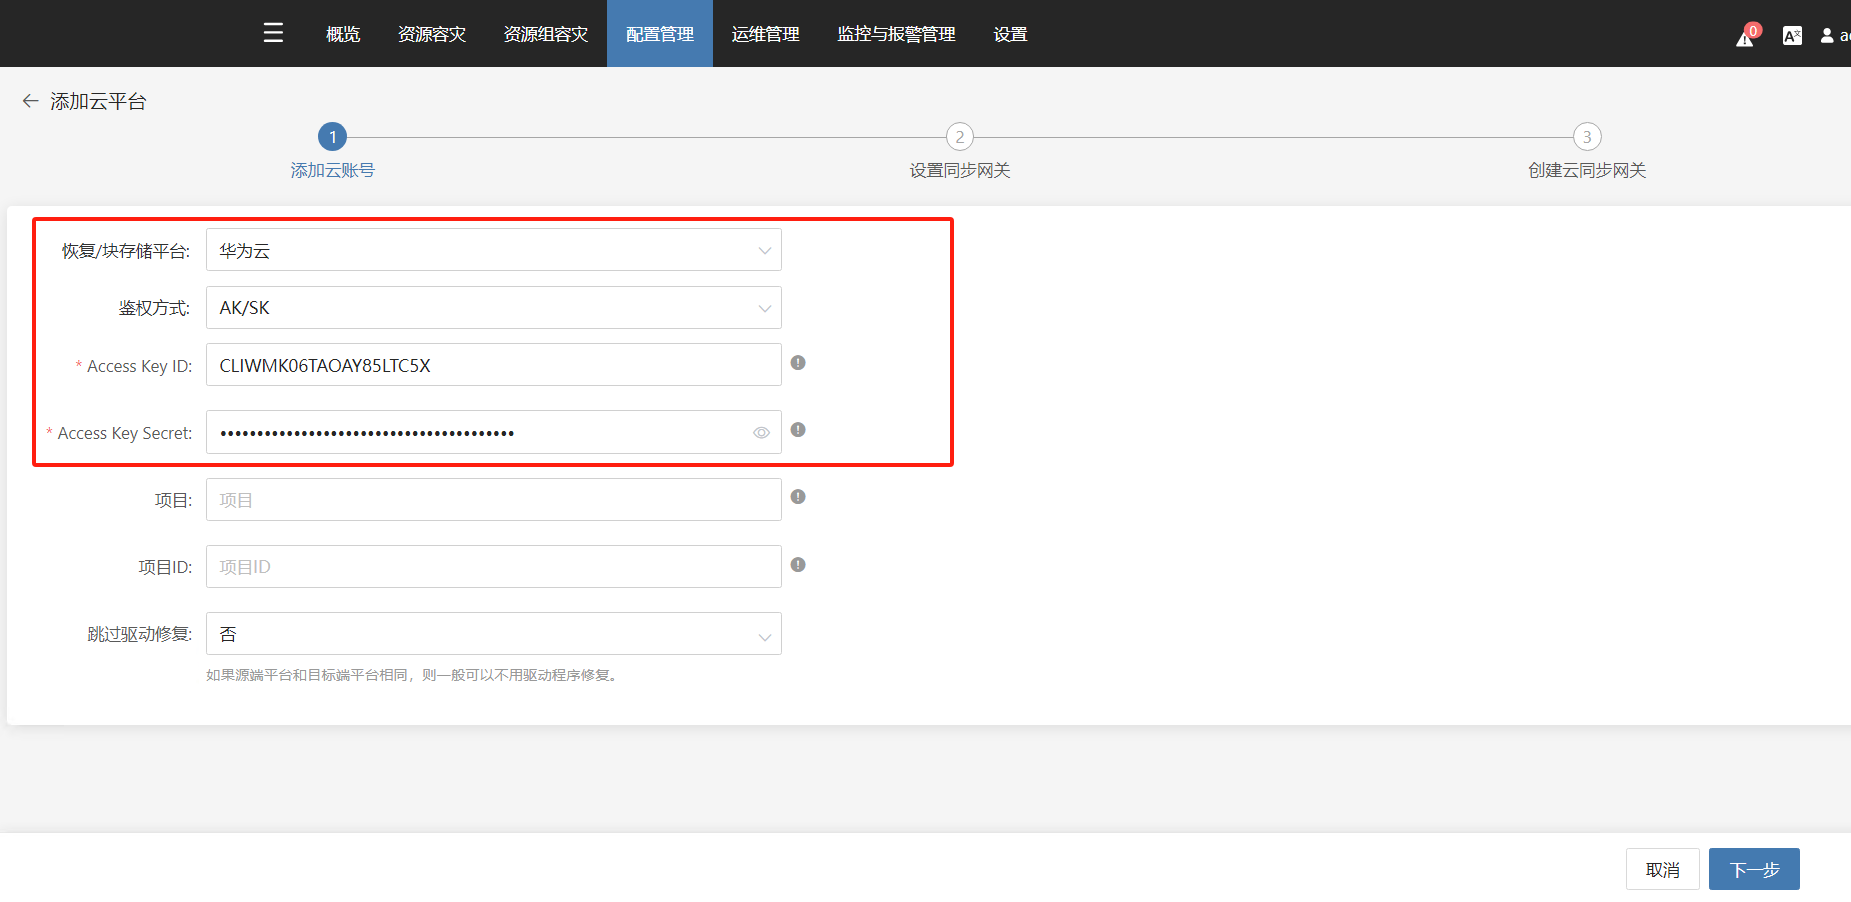 概览 资源容灾 资源组容灾 配置管理 运维管理 监控与报警管理 设置 0 A文 ac
添加云平台
1 2 3
添加云账号 设置同步网关 创建云同步网关
恢复/块存储平台: 华为云
鉴权方式: AK/SK
* Access Key ID: CLIWMK06TAOAY85LTC5X
* Access Key Secret: ••••••••••••••••••••••••••••••••••••••••
项目: 项目
项目ID: 项目ID
跳过驱动修复: 否
如果源端平台和目标端平台相同，则一般可以不用驱动程序修复。
取消 下一步